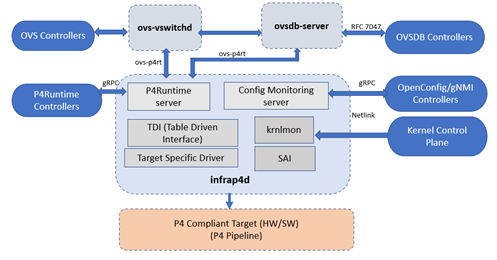 OVS Controllers
ovs-vswitchd
ovsdb-server
RFC 7047
OVSDB Controllers
ovs-p4rt
ovs-p4rt
P4Runtime
Controllers
gRPC
P4Runtime
server
Config Monitoring
server
gRPC
OpenConfig/gNMI
Controllers
TDI (Table Driven
Interface)
krnlmon
Netlink
Kernel Control
Plane
Target Specific Driver
SAI
infrap4d
P4 Compliant Target (HW/SW)
(P4 Pipeline)